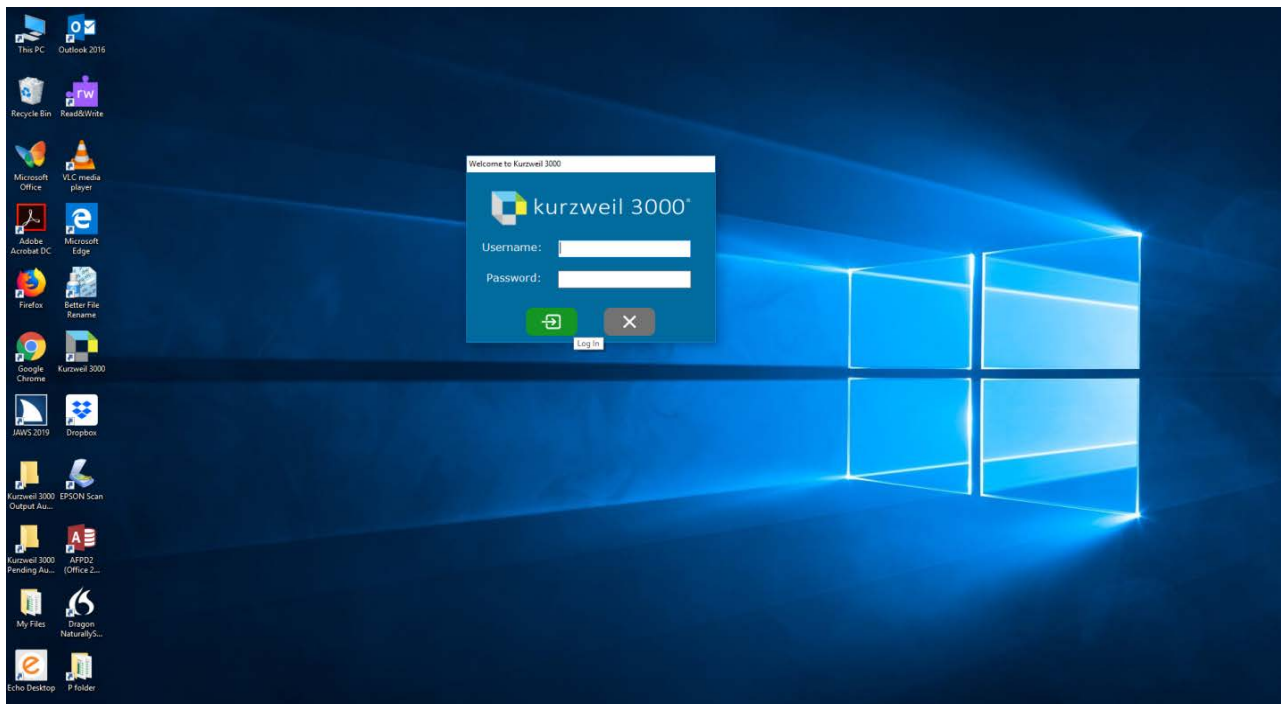 This PC
Outlook 2016
Recycle Bin
Read&Write
Microsoft
Office
VLC media
player
Adobe
Acrobat DC
Microsoft
Edge
Firefox
Better File
Rename
Google
Chrome
Kurzweil 3000
JAWS 2019
Dropbox
Kurzweil 3000
Output Au...
EPSON Scan
Kurzweil 3000
Pending Au...
AFPD2
(Office 2...
My Files
Dragon
NaturallyS...
Echo Desktop
P folder
Welcome to Kurzweil 3000
kurzweil 3000®
Username:
Password:
Log In